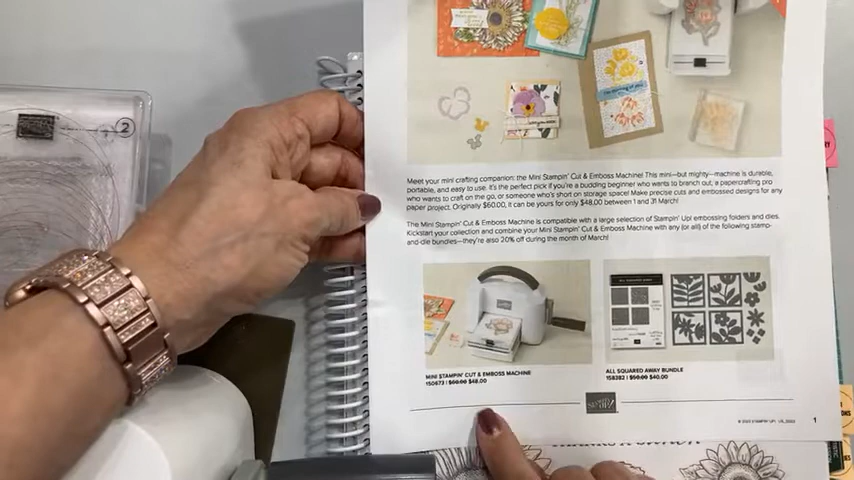 2
Meet your mini crafting companion: the Mini Stampin' Cut & Emboss Machine! This mini—but mighty—machine is durable,
portable, and easy to use. It's the perfect pick if you're a budding beginner who wants to branch out, a papercrafting pro
who wants to craft on the go, or someone who's short on storage space! Make precise cuts and embossed designs for any
paper project. Originally $60.00, it can be yours for only $48.00 between 1 and 31 March!
The Mini Stampin' Cut & Emboss Machine is compatible with a large selection of Stampin' Up! embossing folders and dies.
Kickstart your collection and combine your Mini Stampin' Cut & Emboss Machine with any (or all) of the following stamp-
and-die bundles—they're also 20% off during the month of March!
MINI STAMPIN' CUT & EMBOSS MACHINE
150673 | $60.00 $48.00
ALL SQUARED AWAY BUNDLE
158382 | $50.00 $40.00
STAMPIN' UP!
1